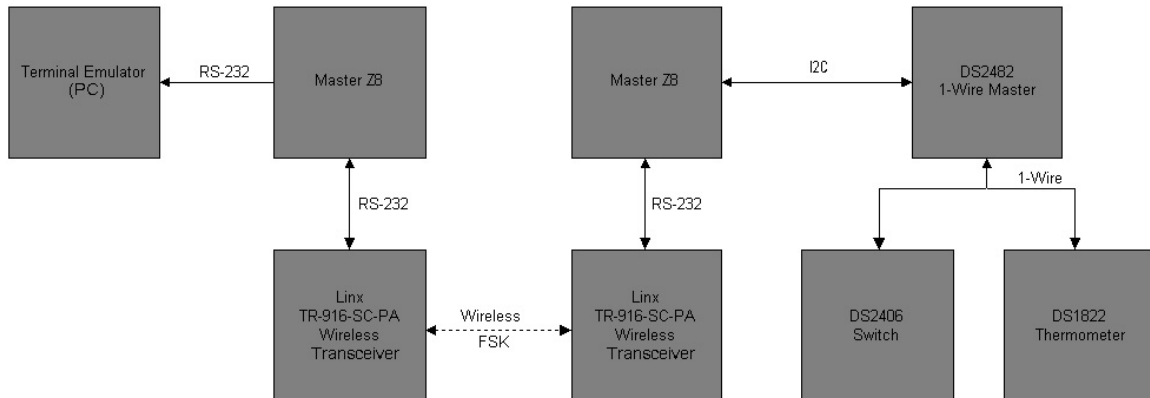 Terminal Emulator
(PC)
RS-232
Master Z8
Master Z8
I2C
DS2482
1-Wire Master
RS-232
RS-232
1-Wire
Linx
TR-916-SC-PA
Wireless
Transceiver
Wireless
FSK
Linx
TR-916-SC-PA
Wireless
Transceiver
DS2406
Switch
DS1822
Thermometer